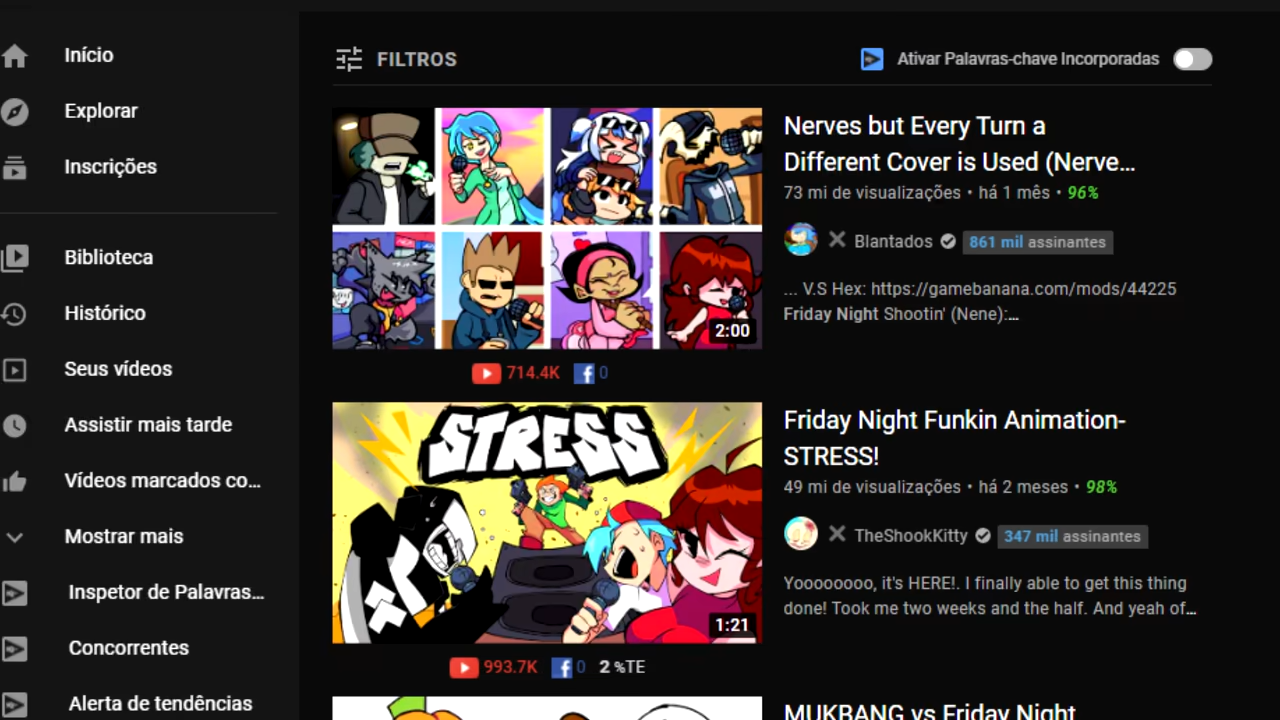 Início
Explorar
Inscrições
Biblioteca
Histórico
Seus vídeos
Assistir mais tarde
Vídeos marcados co...
Mostrar mais
Inspetor de Palavras...
Concorrentes
Alerta de tendências
FILTROS
Ativar Palavras-chave Incorporadas
2:00
714.4K 0
Nerves but Every Turn a
Different Cover is Used (Nerve...
73 mi de visualizações • há 1 mês • 96%
Blantados 861 mil assinantes
... V.S Hex: https://gamebanana.com/mods/44225
Friday Night Shootin' (Nene):...
STRESS
1:21
993.7K 0 2 %TE
Friday Night Funkin Animation-
STRESS!
49 mi de visualizações • há 2 meses • 98%
TheShookKitty 347 mil assinantes
Yoooooooo, it's HERE!. I finally able to get this thing
done! Took me two weeks and the half. And yeah of...
MUKBANG vs Friday Night